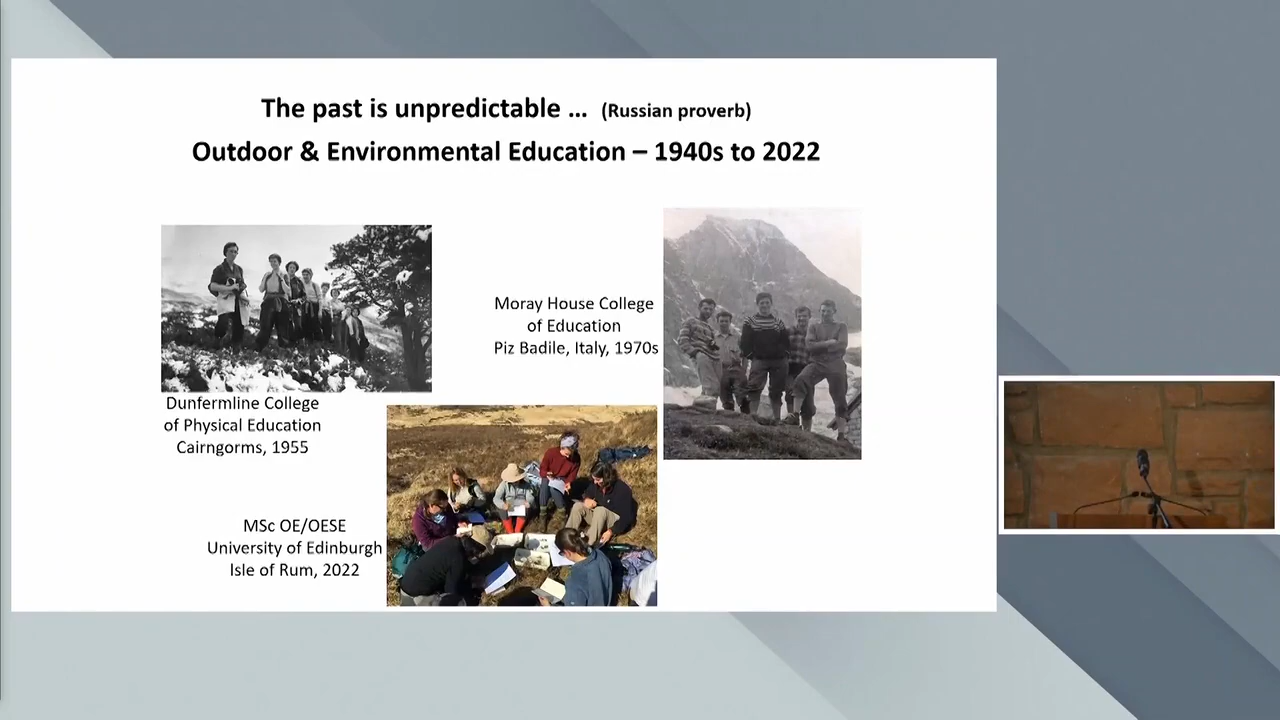 The past is unpredictable ... (Russian proverb)
Outdoor & Environmental Education – 1940s to 2022
Moray House College
of Education
Piz Badile, Italy, 1970s
Dunfermline College
of Physical Education
Cairngorms, 1955
MSc OE/OESE
University of Edinburgh
Isle of Rum, 2022